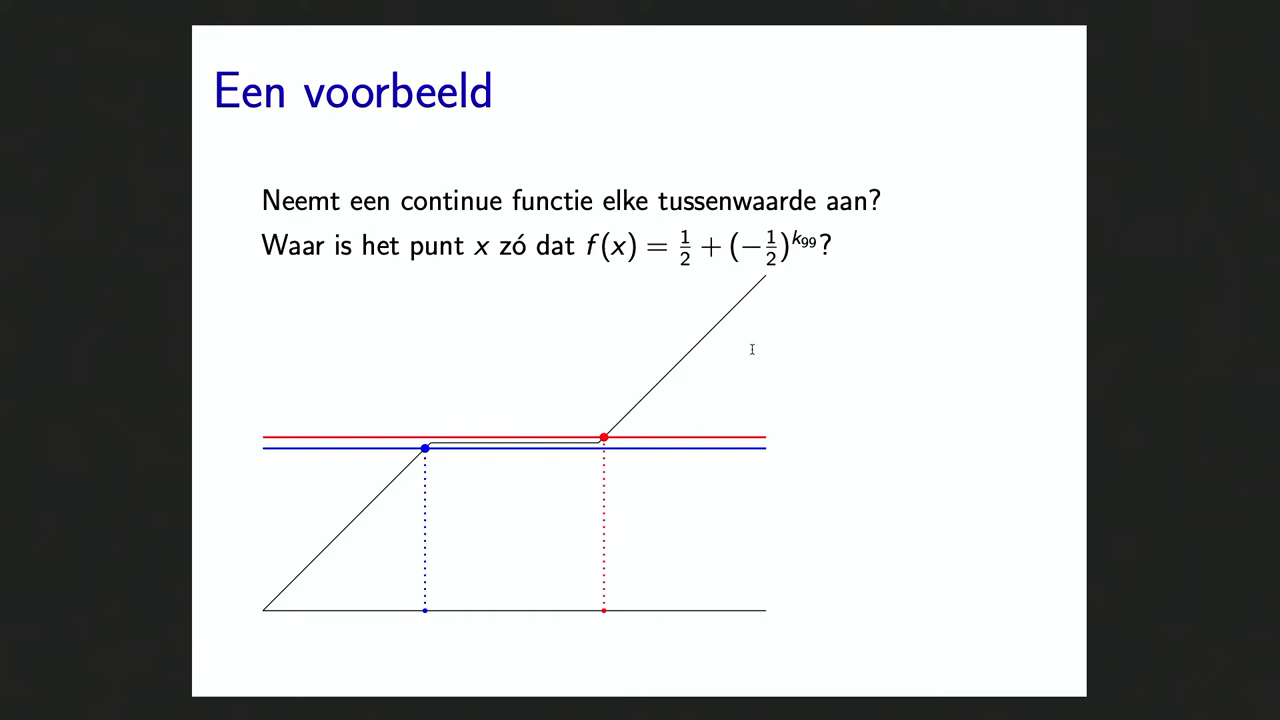 Een voorbeeld
Neemt een continue functie elke tussenwaarde aan?
Waar is het punt x zó dat f(x) = 1/2 + (−1/2)^k₉₉?